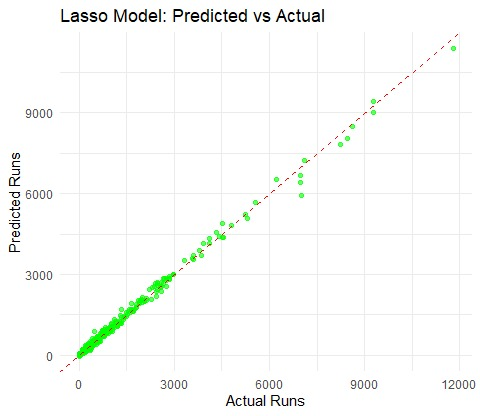 Lasso Model: Predicted vs Actual
Predicted Runs
9000
6000
3000
0
0 3000 6000 9000 12000
Actual Runs